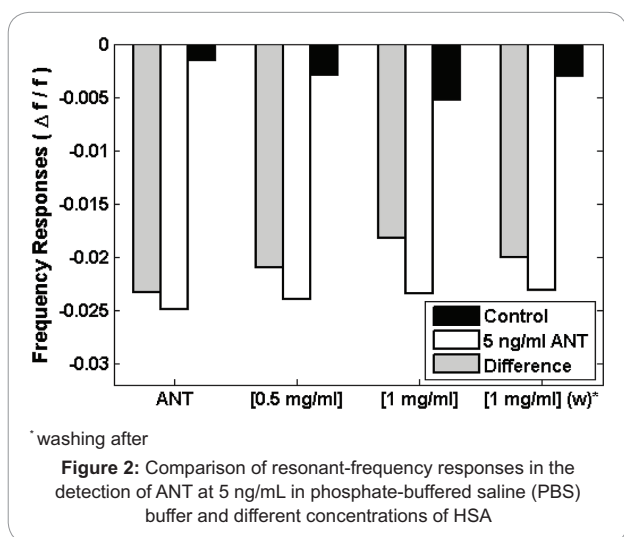 0
-0.005
-0.01
-0.015
-0.02
-0.025
-0.03
Frequency Responses ( Δ f / f )
Control
5 ng/ml ANT
Difference
ANT
[0.5 mg/ml]
[1 mg/ml]
[1 mg/ml] (w)*
*washing after
Figure 2: Comparison of resonant-frequency responses in the
detection of ANT at 5 ng/mL in phosphate-buffered saline (PBS)
buffer and different concentrations of HSA